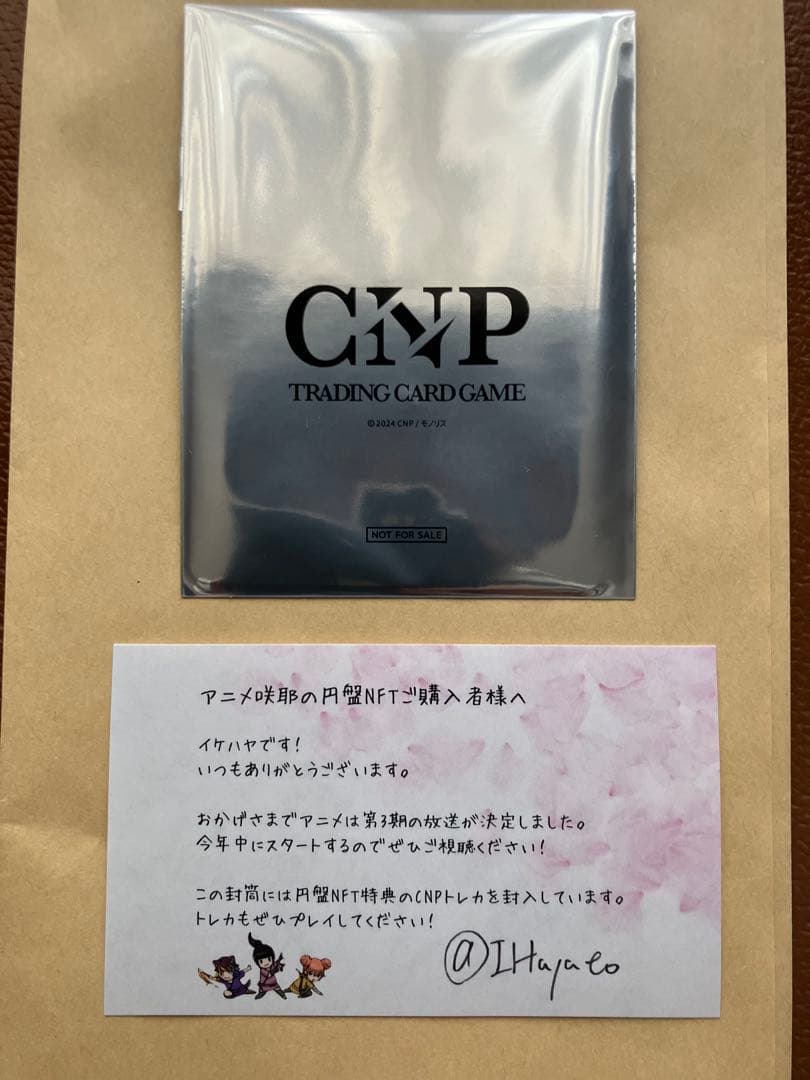 CNP
TRADING CARD GAME
©2024 CNP / モノリス
NOT FOR SALE
アニメ咲耶の円盤NFTご購入者様へ
イケハヤです!
いつもありがとうございます。
おかげさまでアニメは第3期の放送が決定しました。
今年中にスタートするのでぜひご視聴ください!
この封筒には円盤NFT特典のCNPトレカを封入しています。
トレカもぜひプレイしてください!
@IHayato